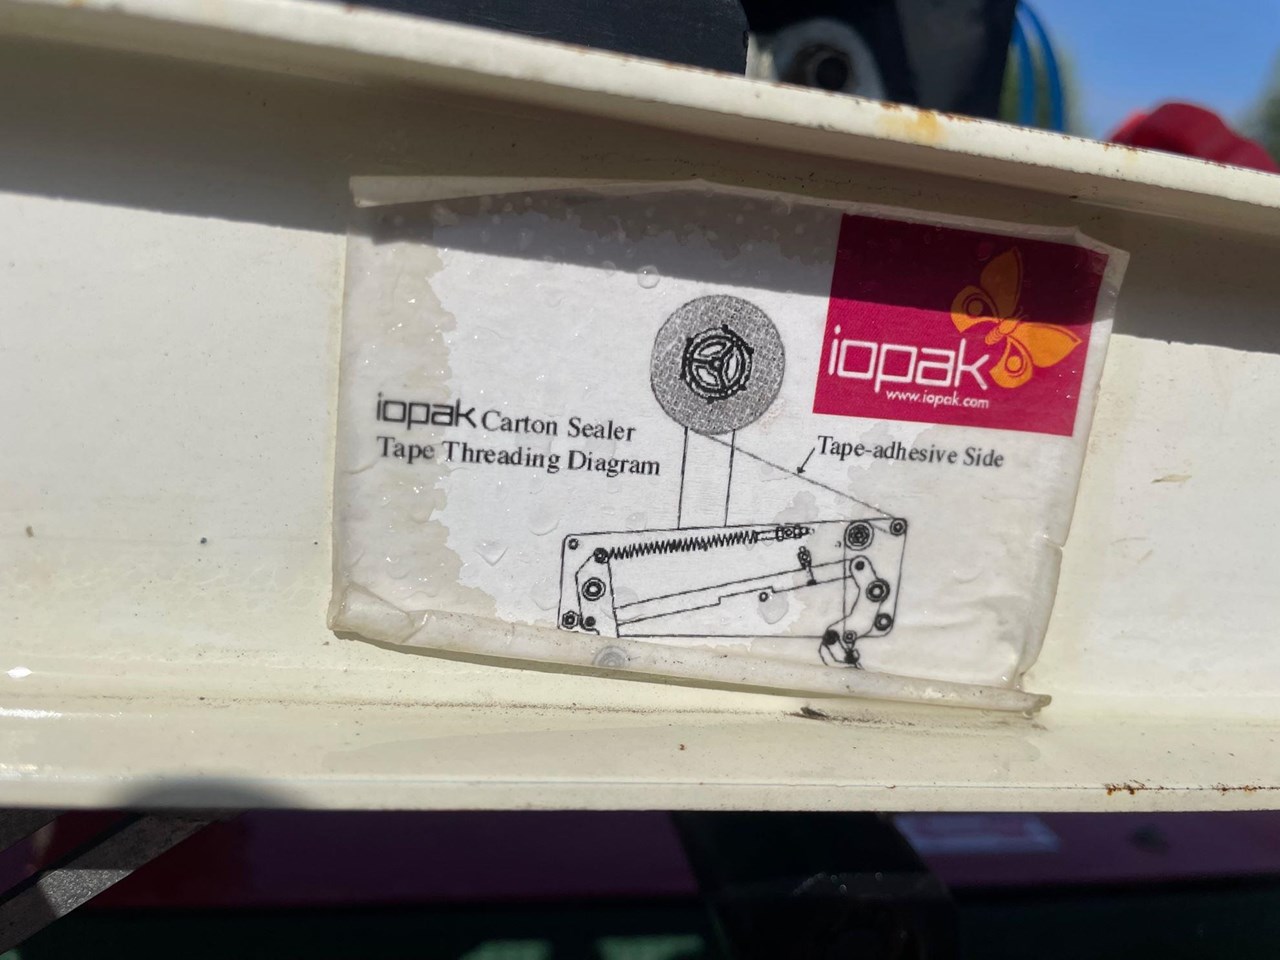 iopak
www.iopak.com
iopak Carton Sealer
Tape Threading Diagram
Tape-adhesive Side